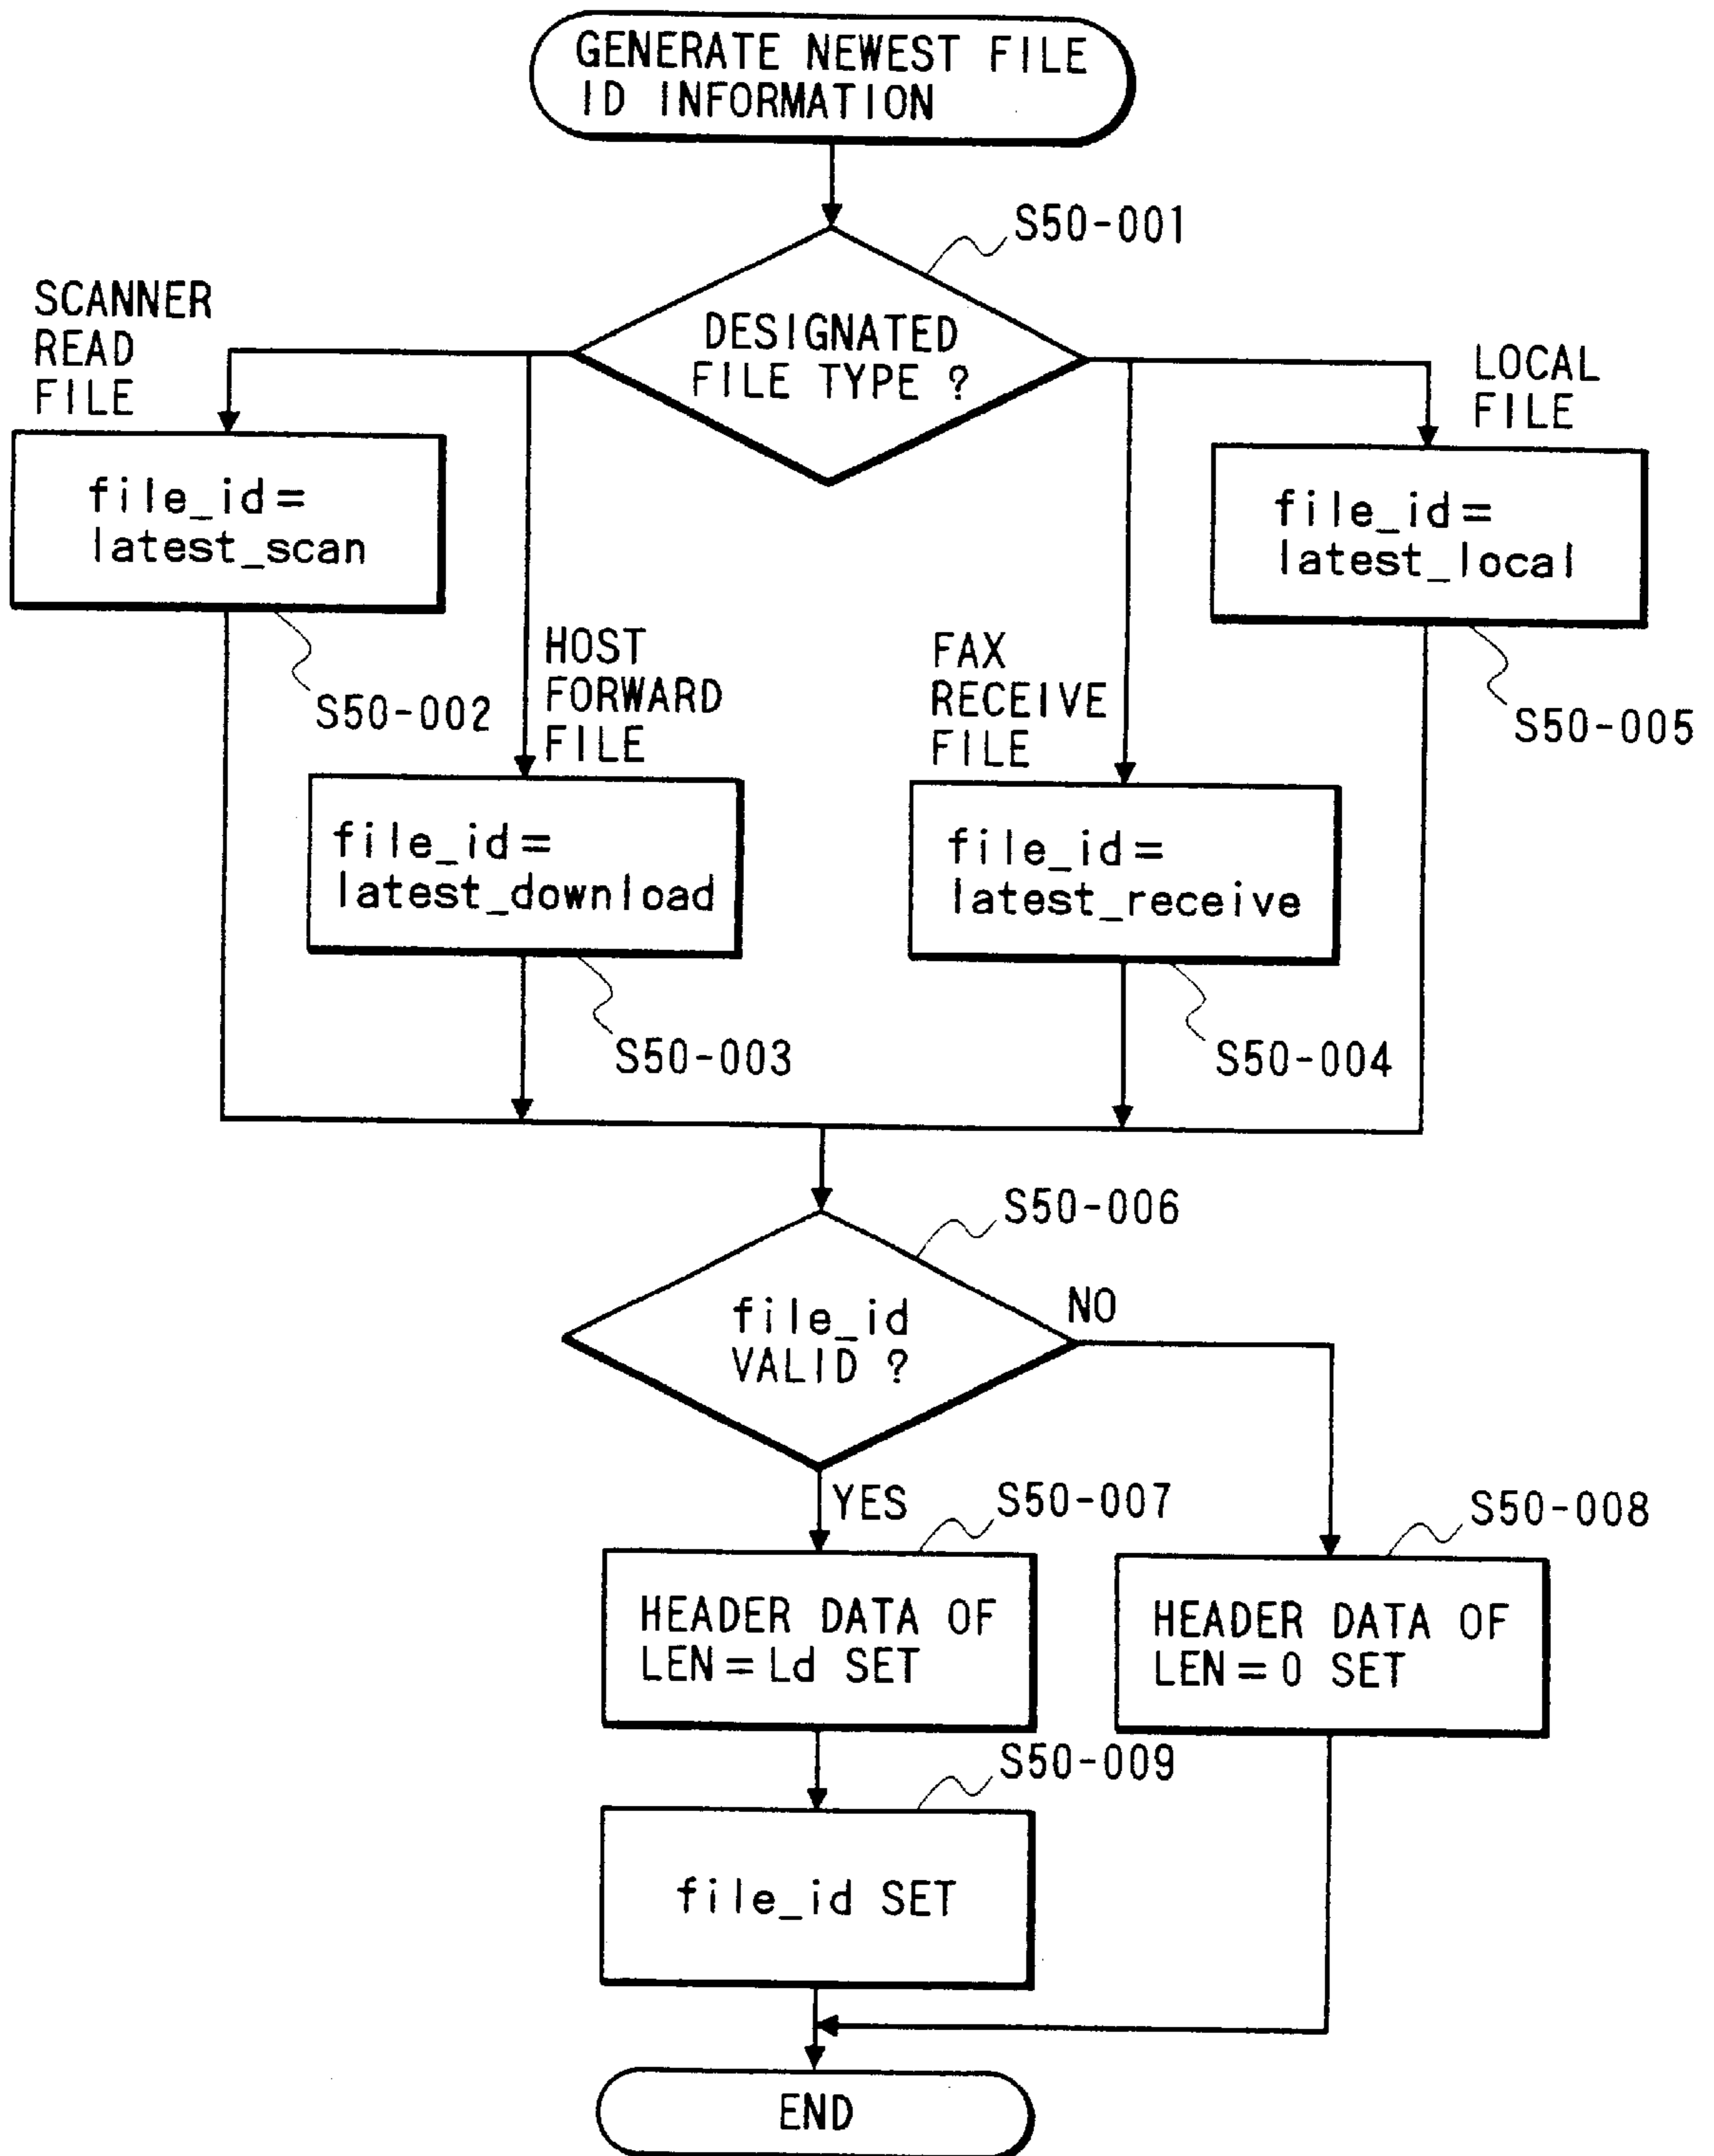 GENERATE NEWEST FILE
ID INFORMATION
S50-001
DESIGNATED
FILE TYPE ?
SCANNER
READ
FILE
LOCAL
FILE
file_id=
latest_scan
file_id=
latest_local
S50-002
HOST
FORWARD
FILE
FAX
RECEIVE
FILE
S50-005
file_id=
latest_download
file_id=
latest_receive
S50-003
S50-004
S50-006
file_id
VALID ?
NO
YES
S50-007
S50-008
HEADER DATA OF
LEN=Ld SET
HEADER DATA OF
LEN=0 SET
S50-009
file_id SET
END